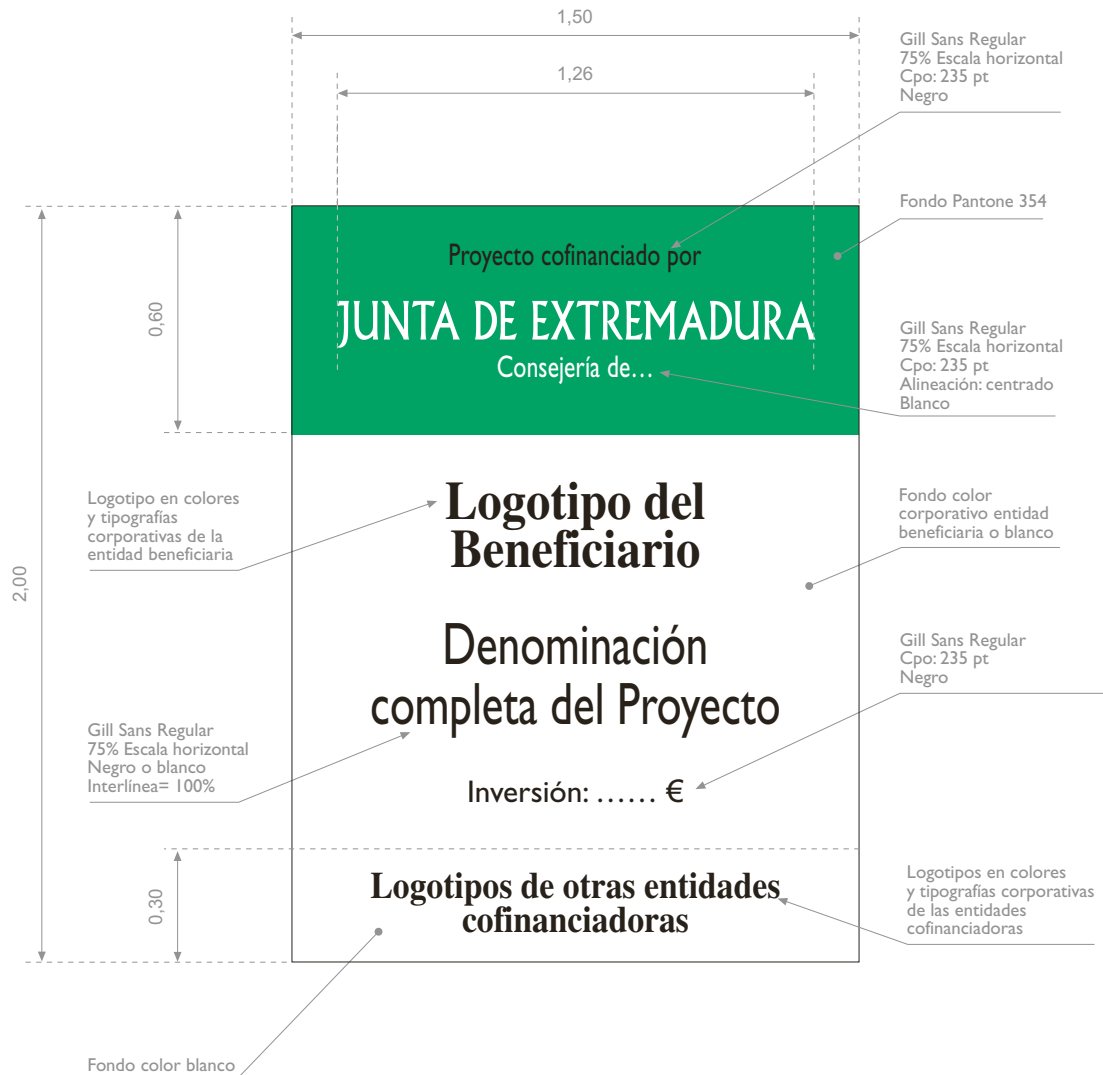 1,50
1,26
Gill Sans Regular
75% Escala horizontal
Cpo: 235 pt
Negro
Fondo Pantone 354
Proyecto cofinanciado por
JUNTA DE EXTREMADURA
Consejería de...
0,60
Gill Sans Regular
75% Escala horizontal
Cpo: 235 pt
Alineación: centrado
Blanco
Logotipo en colores
y tipografías
corporativas de la
entidad beneficiaria
Logotipo del
Beneficiario
Fondo color
corporativo entidad
beneficiaria o blanco
2,00
Denominación
completa del Proyecto
Gill Sans Regular
Cpo: 235 pt
Negro
Gill Sans Regular
75% Escala horizontal
Negro o blanco
Interlínea= 100%
Inversión: ...... €
0,30
Logotipos de otras entidades
cofinanciadoras
Logotipos en colores
y tipografías corporativas
de las entidades
cofinanciadoras
Fondo color blanco